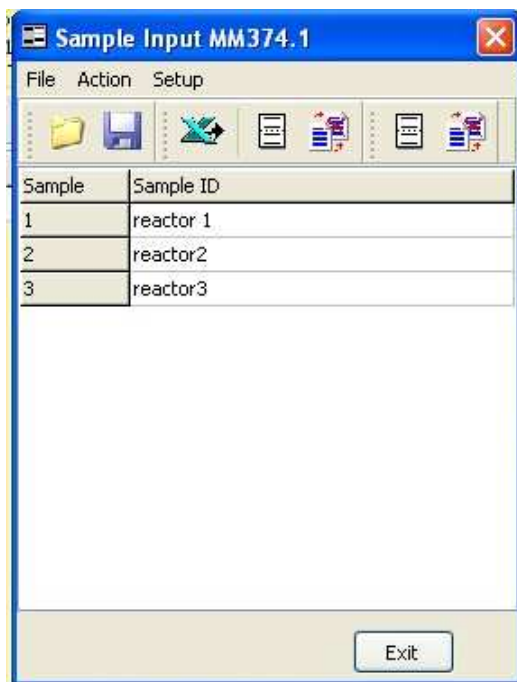 Sample Input MM374.1
File Action Setup
Sample Sample ID
1 reactor 1
2 reactor2
3 reactor3
Exit